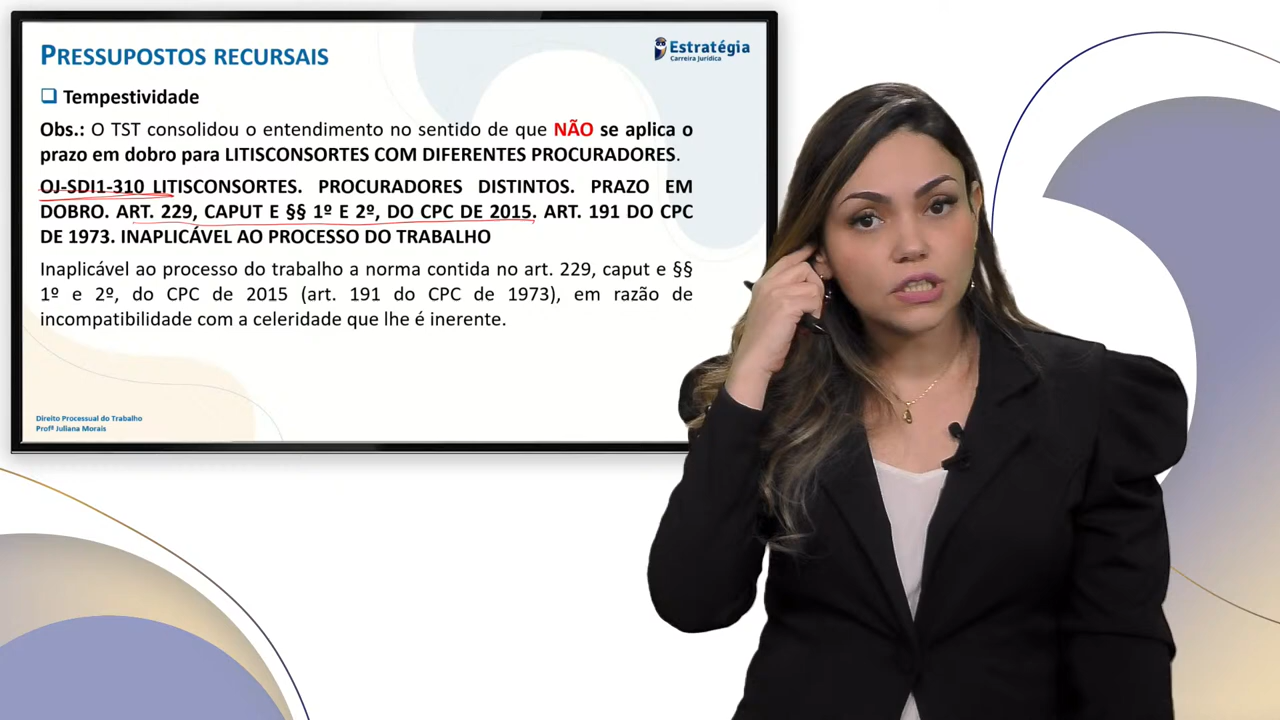 PRESSUPOSTOS RECURSAIS
Estratégia
Carreira Jurídica
Tempestividade
Obs.: O TST consolidou o entendimento no sentido de que NÃO se aplica o
prazo em dobro para LITISCONSORTES COM DIFERENTES PROCURADORES.
OJ-SDI1-310 LITISCONSORTES. PROCURADORES DISTINTOS. PRAZO EM
DOBRO. ART. 229, CAPUT E §§ 1º E 2º, DO CPC DE 2015. ART. 191 DO CPC
DE 1973. INAPLICÁVEL AO PROCESSO DO TRABALHO
Inaplicável ao processo do trabalho a norma contida no art. 229, caput e §§
1º e 2º, do CPC de 2015 (art. 191 do CPC de 1973), em razão de
incompatibilidade com a celeridade que lhe é inerente.
Direito Processual do Trabalho
Profª Juliana Morais